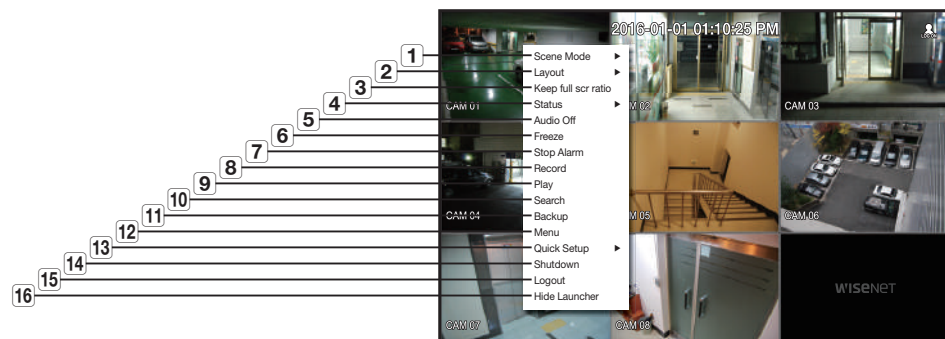 2016-01-01 01:10:25 PM
LOG ON
1 Scene Mode
2 Layout
3 Keep full scr ratio
4 Status
5 Audio Off
6 Freeze
7 Stop Alarm
8 Record
9 Play
10 Search
11 Backup
12 Menu
13 Quick Setup
14 Shutdown
15 Logout
16 Hide Launcher
CAM 01
M 02
CAM 03
CAM 04
M 05
CAM 06
CAM 07
CAM 08
WISENET